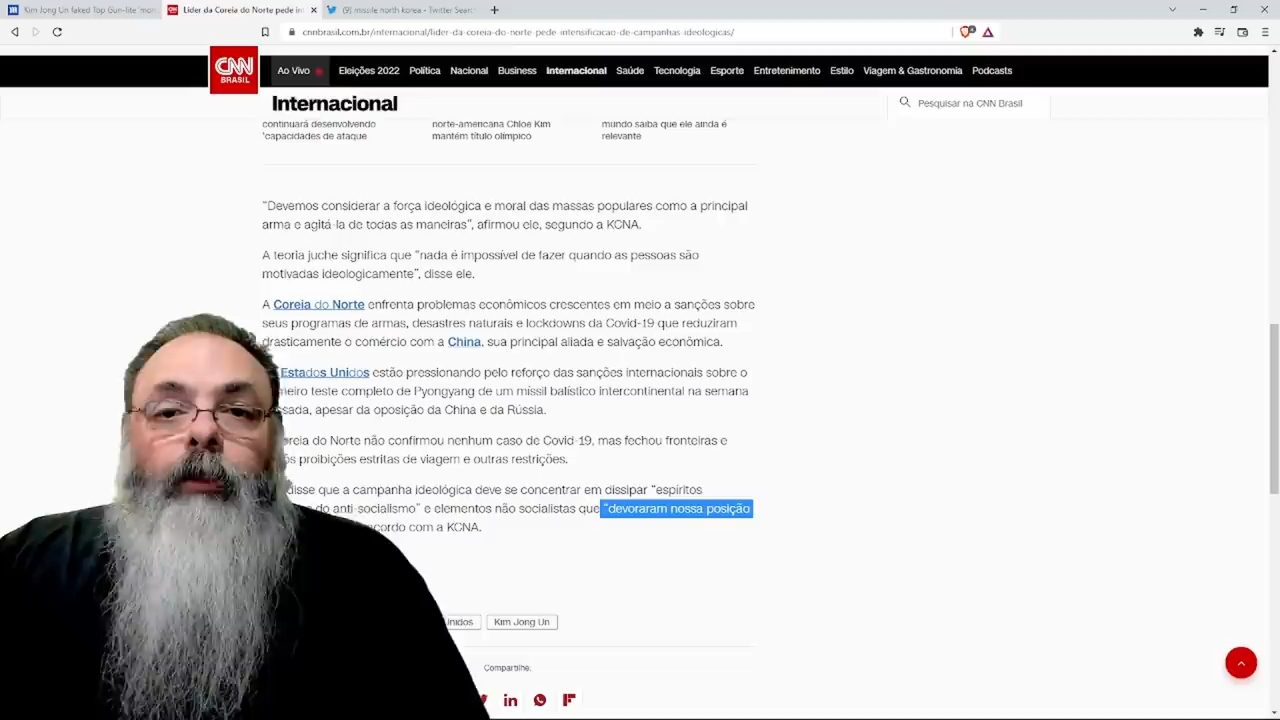 Kim Jong Un faked Top Gun-lite 'mon
Líder da Coreia do Norte pede inten
(9) missile north korea - Twitter Searc
cnnbrasil.com.br/internacional/lider-da-coreia-do-norte-pede-intensificacao-de-campanhas-ideologicas/
CNN
BRASIL
Ao Vivo
Eleições 2022
Política
Nacional
Business
Internacional
Saúde
Tecnologia
Esporte
Entretenimento
Estilo
Viagem & Gastronomia
Podcasts
Internacional
Pesquisar na CNN Brasil
continuará desenvolvendo
'capacidades de ataque
norte-americana Chloe Kim
mantém título olímpico
mundo saiba que ele ainda é
relevante
"Devemos considerar a força ideológica e moral das massas populares como a principal
arma e agitá-la de todas as maneiras", afirmou ele, segundo a KCNA.
A teoria juche significa que "nada é impossível de fazer quando as pessoas são
motivadas ideologicamente", disse ele.
A Coreia do Norte enfrenta problemas econômicos crescentes em meio a sanções sobre
seus programas de armas, desastres naturais e lockdowns da Covid-19 que reduziram
drasticamente o comércio com a China, sua principal aliada e salvação econômica.
Estados Unidos estão pressionando pelo reforço das sanções internacionais sobre o
meiro teste completo de Pyongyang de um míssil balístico intercontinental na semana
ssada, apesar da oposição da China e da Rússia.
oreia do Norte não confirmou nenhum caso de Covid-19, mas fechou fronteiras e
proibições estritas de viagem e outras restrições.
disse que a campanha ideológica deve se concentrar em dissipar "espíritos
do anti-socialismo" e elementos não socialistas que "devoraram nossa posição
acordo com a KCNA.
Unidos
Kim Jong Un
Compartilhe: